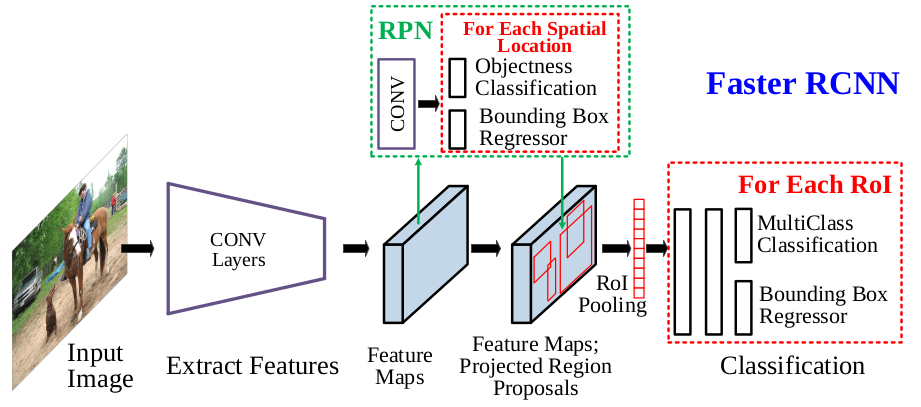 RPN
For Each Spatial
Location
CONV
Objectness
Classification
Bounding Box
Regressor
Faster RCNN
For Each RoI
CONV
Layers
MultiClass
Classification
Bounding Box
Regressor
RoI
Pooling
Input
Image
Extract Features
Feature
Maps
Feature Maps;
Projected Region
Proposals
Classification